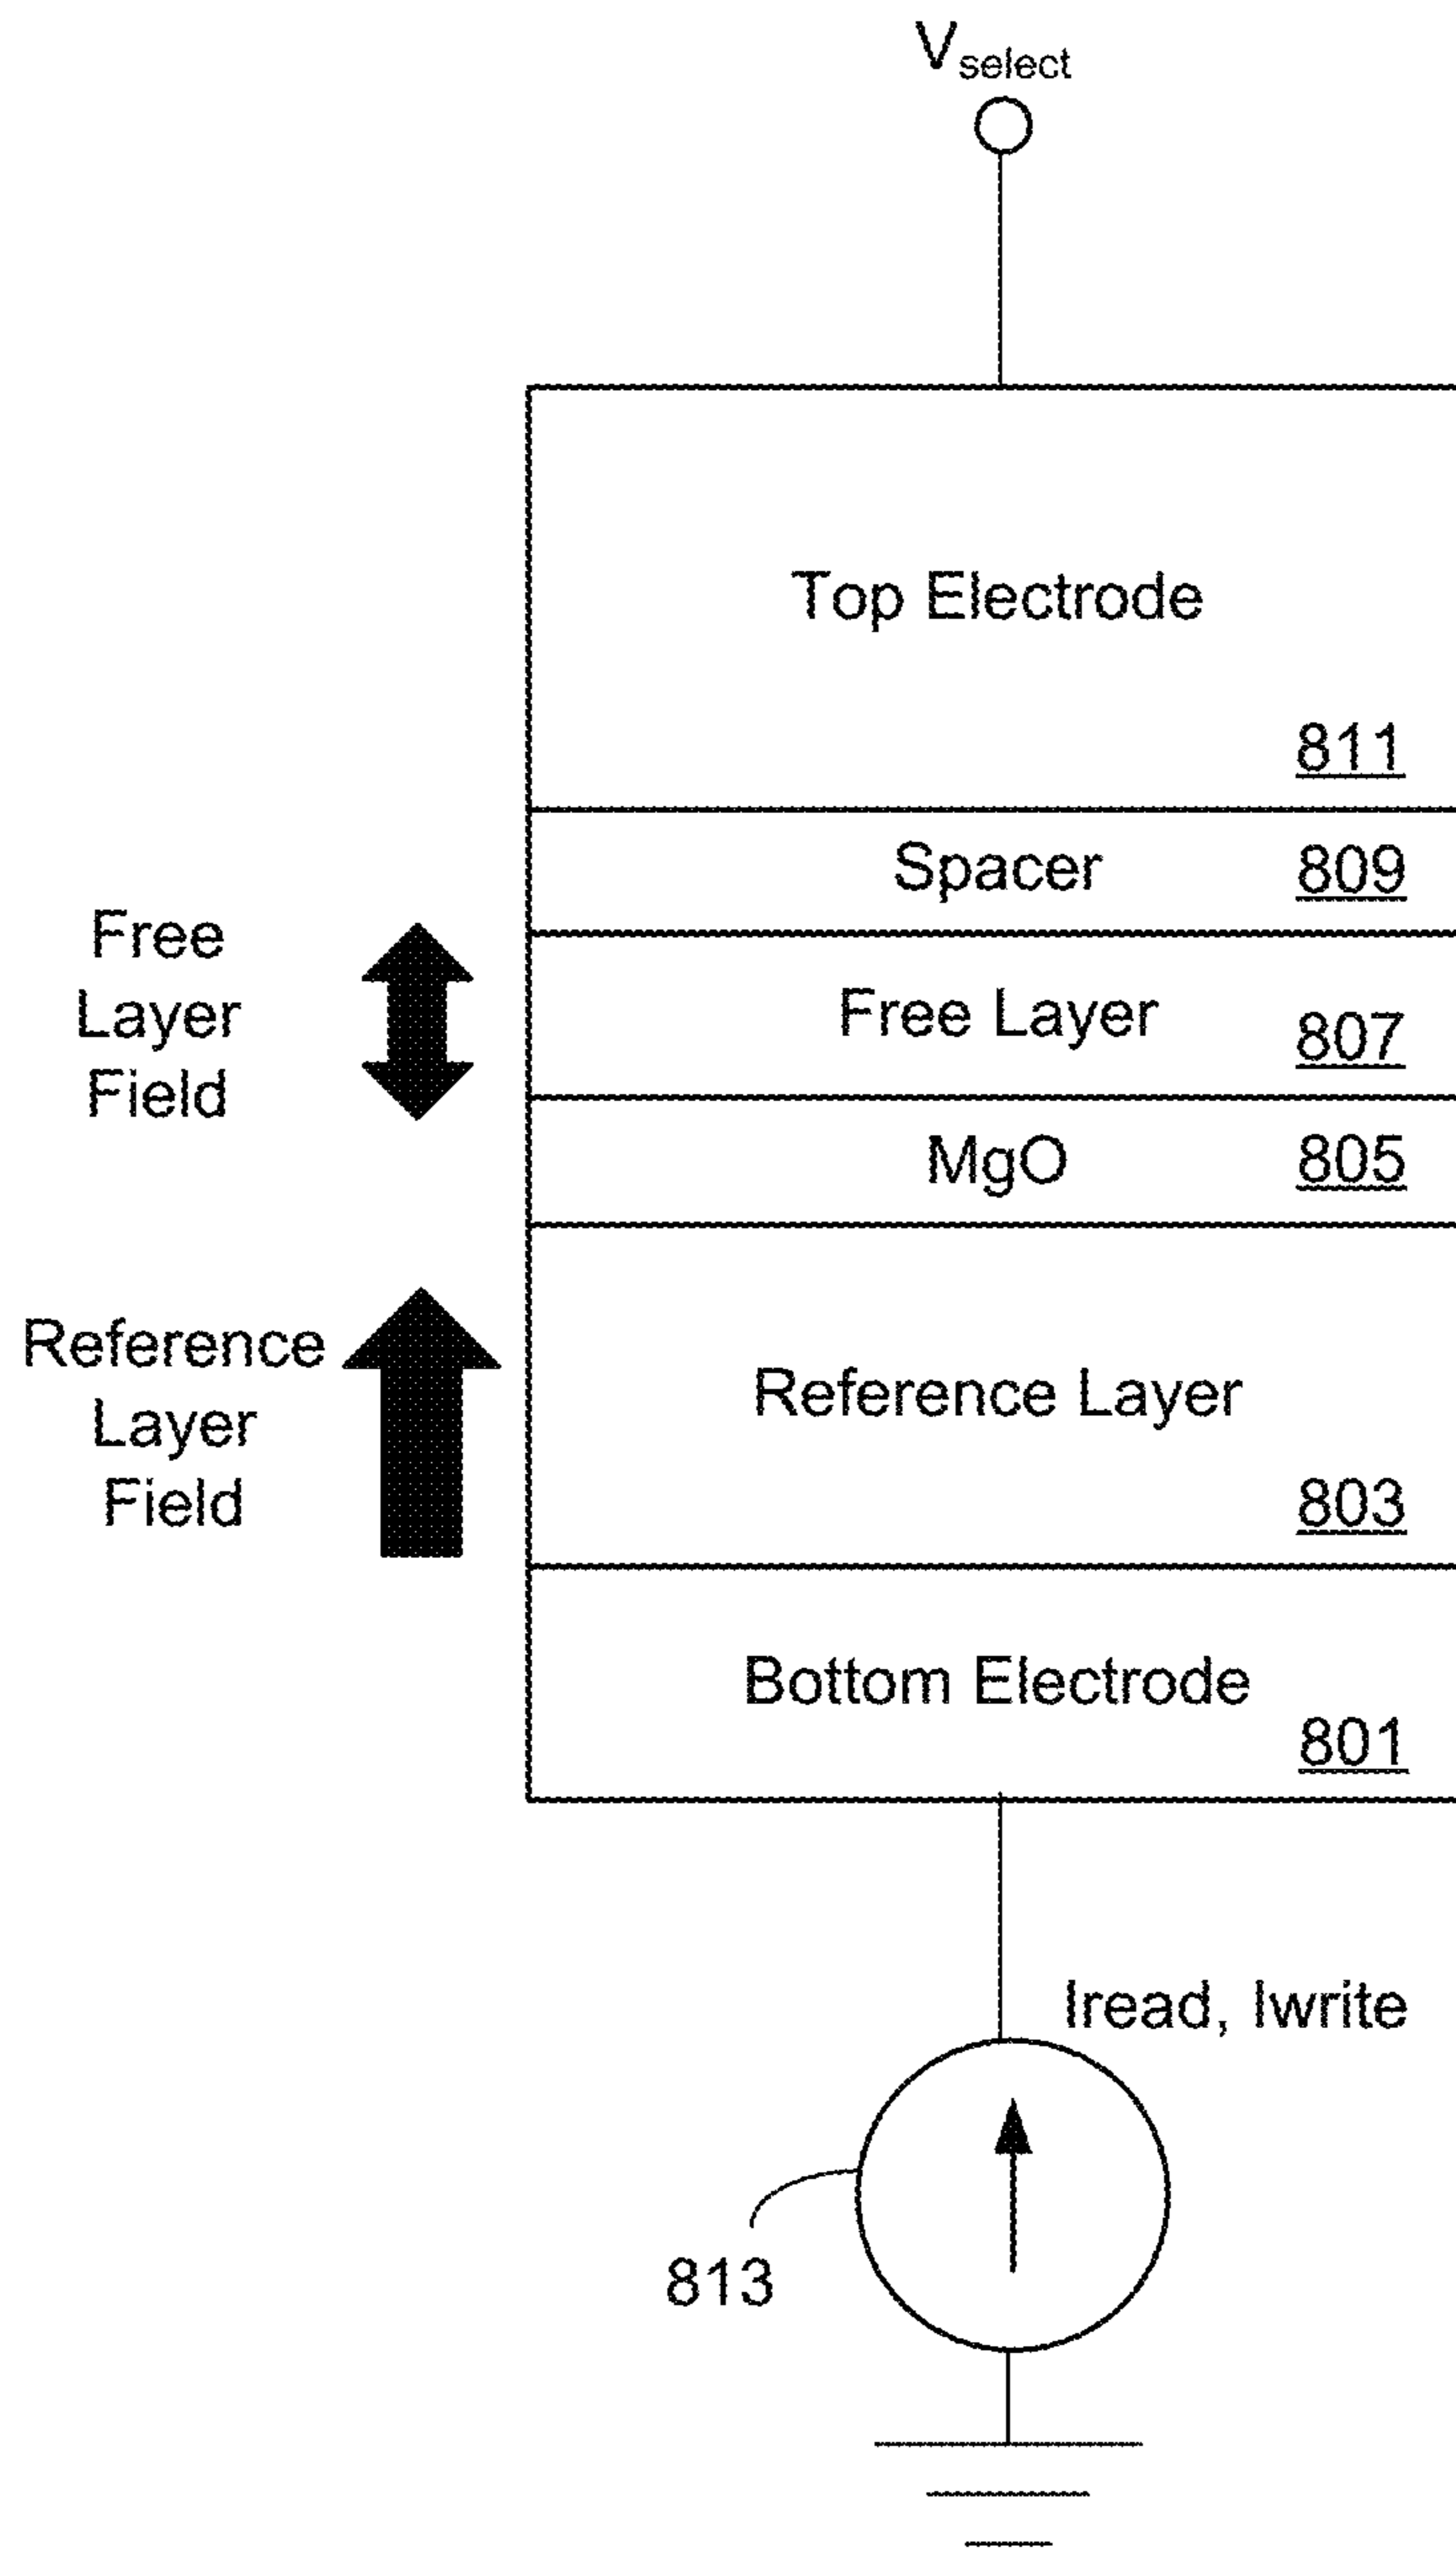 Vselect
Top Electrode
811
Spacer 809
Free Layer Field
Free Layer 807
MgO 805
Reference Layer Field
Reference Layer
803
Bottom Electrode
801
Iread, Iwrite
813